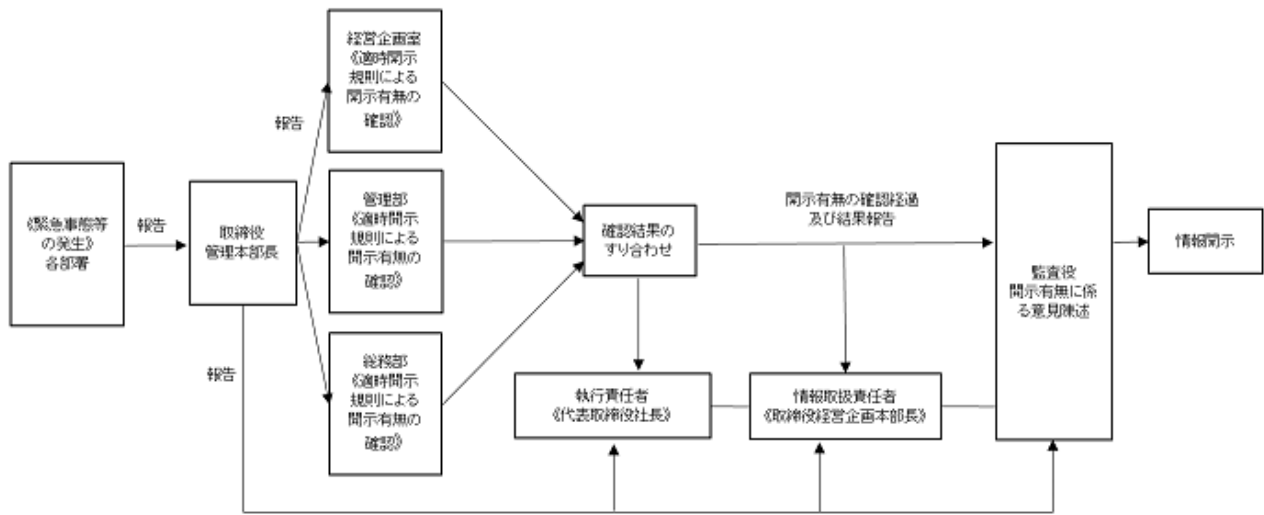 《緊急事態等
の発生》
各部署
報告
取締役
管理本部長
報告
報告
経営企画室
《適時開示
規則による
開示有無の
確認》
管理部
《適時開示
規則による
開示有無の
確認》
総務部
《適時開示
規則による
開示有無の
確認》
確認結果の
すり合わせ
開示有無の確認経過
及び結果報告
執行責任者
《代表取締役社長》
情報取扱責任者
《取締役経営企画本部長》
監査役
開示有無に係
る意見陳述
情報開示